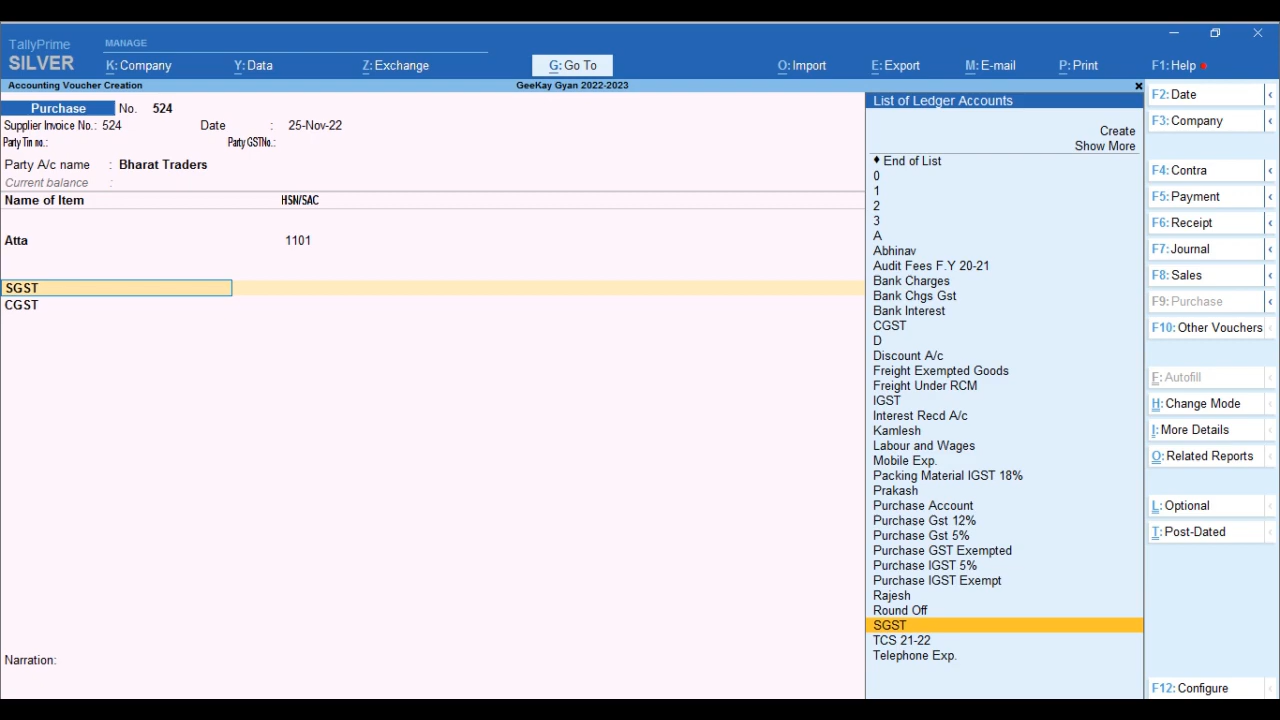 TallyPrime
SILVER
MANAGE
K: Company Y: Data Z: Exchange G: Go To O: Import E: Export M: E-mail P: Print F1: Help
Accounting Voucher Creation GeeKay Gyan 2022-2023 ×
Purchase No. 524
Supplier Invoice No.: 524 Date : 25-Nov-22
Party Tin no.: Party GSTNo.:
Party A/c name : Bharat Traders
Current balance :
Name of Item HSN/SAC
Atta 1101
SGST
CGST
Narration:
List of Ledger Accounts
Create
Show More
♦ End of List
0
1
2
3
A
Abhinav
Audit Fees F.Y 20-21
Bank Charges
Bank Chgs Gst
Bank Interest
CGST
D
Discount A/c
Freight Exempted Goods
Freight Under RCM
IGST
Interest Recd A/c
Kamlesh
Labour and Wages
Mobile Exp.
Packing Material IGST 18%
Prakash
Purchase Account
Purchase Gst 12%
Purchase Gst 5%
Purchase GST Exempted
Purchase IGST 5%
Purchase IGST Exempt
Rajesh
Round Off
SGST
TCS 21-22
Telephone Exp.
F2: Date
F3: Company
F4: Contra
F5: Payment
F6: Receipt
F7: Journal
F8: Sales
F9: Purchase
F10: Other Vouchers
E: Autofill
H: Change Mode
I: More Details
O: Related Reports
L: Optional
T: Post-Dated
F12: Configure